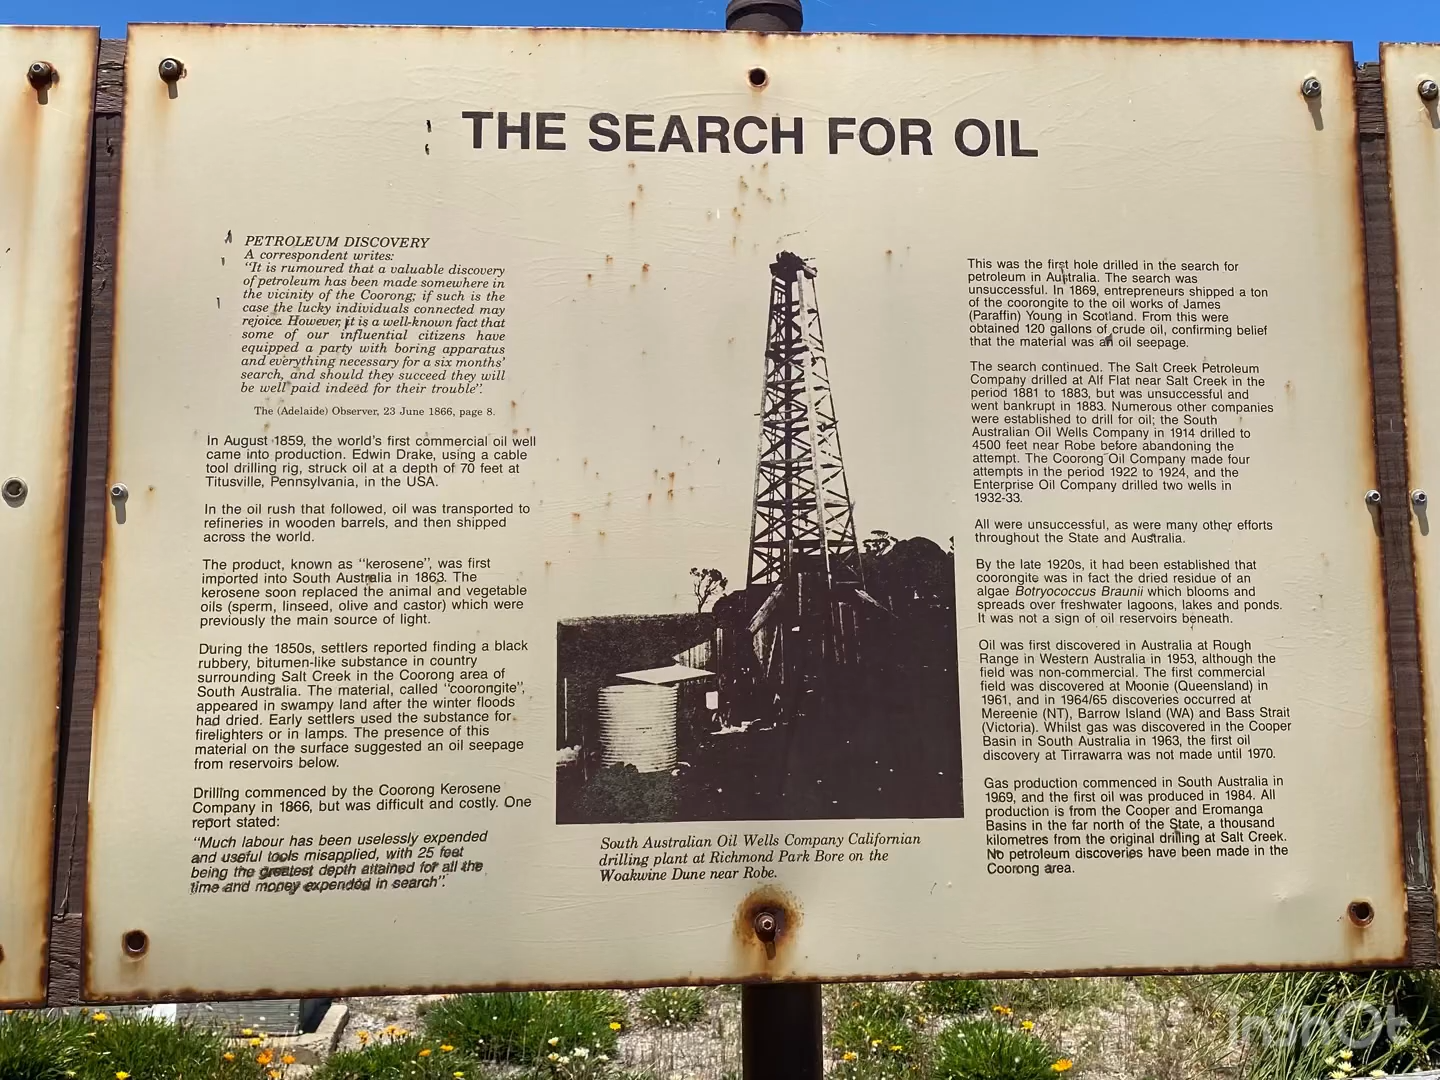 THE SEARCH FOR OIL
PETROLEUM DISCOVERY
A correspondent writes:
"It is rumoured that a valuable discovery
of petroleum has been made somewhere in
the vicinity of the Coorong; if such is the
case the lucky individuals connected may
rejoice. However, it is a well-known fact that
some of our influential citizens have
equipped a party with boring apparatus
and everything necessary for a six months'
search, and should they succeed they will
be well paid indeed for their trouble".
The (Adelaide) Observer, 23 June 1866, page 8.
In August 1859, the world's first commercial oil well
came into production. Edwin Drake, using a cable
tool drilling rig, struck oil at a depth of 70 feet at
Titusville, Pennsylvania, in the USA.
In the oil rush that followed, oil was transported to
refineries in wooden barrels, and then shipped
across the world.
The product, known as "kerosene", was first
imported into South Australia in 1863. The
kerosene soon replaced the animal and vegetable
oils (sperm, linseed, olive and castor) which were
previously the main source of light.
During the 1850s, settlers reported finding a black
rubbery, bitumen-like substance in country
surrounding Salt Creek in the Coorong area of
South Australia. The material, called "coorongite",
appeared in swampy land after the winter floods
had dried. Early settlers used the substance for
firelighters or in lamps. The presence of this
material on the surface suggested an oil seepage
from reservoirs below.
Drilling commenced by the Coorong Kerosene
Company in 1866, but was difficult and costly. One
report stated:
"Much labour has been uselessly expended
and useful tools misapplied, with 25 feet
being the greatest depth attained for all the
time and money expended in search".
South Australian Oil Wells Company Californian
drilling plant at Richmond Park Bore on the
Woakwine Dune near Robe.
This was the first hole drilled in the search for
petroleum in Australia. The search was
unsuccessful. In 1869, entrepreneurs shipped a ton
of the coorongite to the oil works of James
(Paraffin) Young in Scotland. From this were
obtained 120 gallons of crude oil, confirming belief
that the material was an oil seepage.
The search continued. The Salt Creek Petroleum
Company drilled at Alf Flat near Salt Creek in the
period 1881 to 1883, but was unsuccessful and
went bankrupt in 1883. Numerous other companies
were established to drill for oil; the South
Australian Oil Wells Company in 1914 drilled to
4500 feet near Robe before abandoning the
attempt. The Coorong Oil Company made four
attempts in the period 1922 to 1924, and the
Enterprise Oil Company drilled two wells in
1932-33.
All were unsuccessful, as were many other efforts
throughout the State and Australia.
By the late 1920s, it had been established that
coorongite was in fact the dried residue of an
algae Botryococcus Braunii which blooms and
spreads over freshwater lagoons, lakes and ponds.
It was not a sign of oil reservoirs beneath.
Oil was first discovered in Australia at Rough
Range in Western Australia in 1953, although the
field was non-commercial. The first commercial
field was discovered at Moonie (Queensland) in
1961, and in 1964/65 discoveries occurred at
Mereenie (NT), Barrow Island (WA) and Bass Strait
(Victoria). Whilst gas was discovered in the Cooper
Basin in South Australia in 1963, the first oil
discovery at Tirrawarra was not made until 1970.
Gas production commenced in South Australia in
1969, and the first oil was produced in 1984. All
production is from the Cooper and Eromanga
Basins in the far north of the State, a thousand
kilometres from the original drilling at Salt Creek.
No petroleum discoveries have been made in the
Coorong area.
InShOt